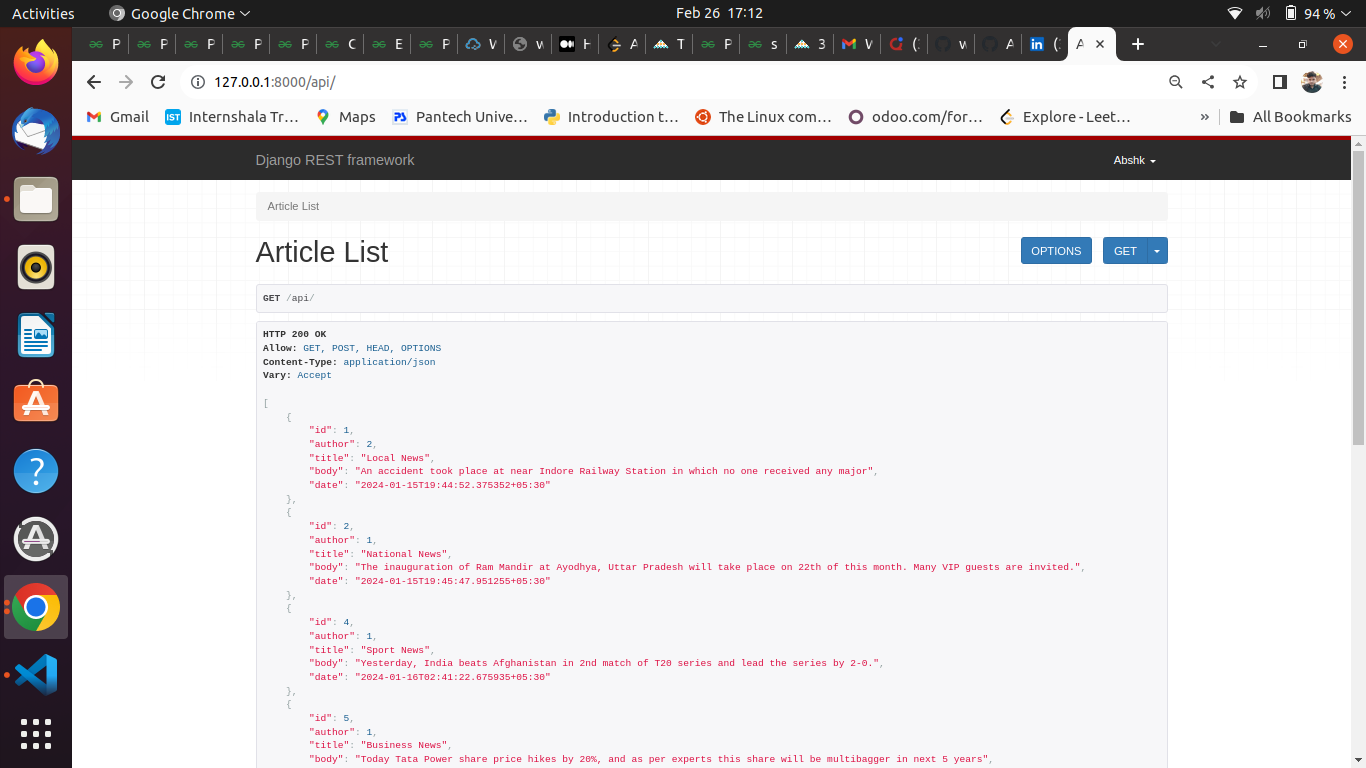 Activities
Google Chrome
Feb 26 17:12
94 %
127.0.0.1:8000/api/
Gmail
Internshala Tr…
Maps
Pantech Unive…
Introduction t…
The Linux com…
odoo.com/for…
Explore - Leet…
»
All Bookmarks
Django REST framework
Abshk
Article List
Article List
OPTIONS
GET
GET /api/
HTTP 200 OK
Allow: GET, POST, HEAD, OPTIONS
Content-Type: application/json
Vary: Accept
[
{
"id": 1,
"author": 2,
"title": "Local News",
"body": "An accident took place at near Indore Railway Station in which no one received any major",
"date": "2024-01-15T19:44:52.375352+05:30"
},
{
"id": 2,
"author": 1,
"title": "National News",
"body": "The inauguration of Ram Mandir at Ayodhya, Uttar Pradesh will take place on 22th of this month. Many VIP guests are invited.",
"date": "2024-01-15T19:45:47.951255+05:30"
},
{
"id": 4,
"author": 1,
"title": "Sport News",
"body": "Yesterday, India beats Afghanistan in 2nd match of T20 series and lead the series by 2-0.",
"date": "2024-01-16T02:41:22.675935+05:30"
},
{
"id": 5,
"author": 1,
"title": "Business News",
"body": "Today Tata Power share price hikes by 20%, and as per experts this share will be multibagger in next 5 years",